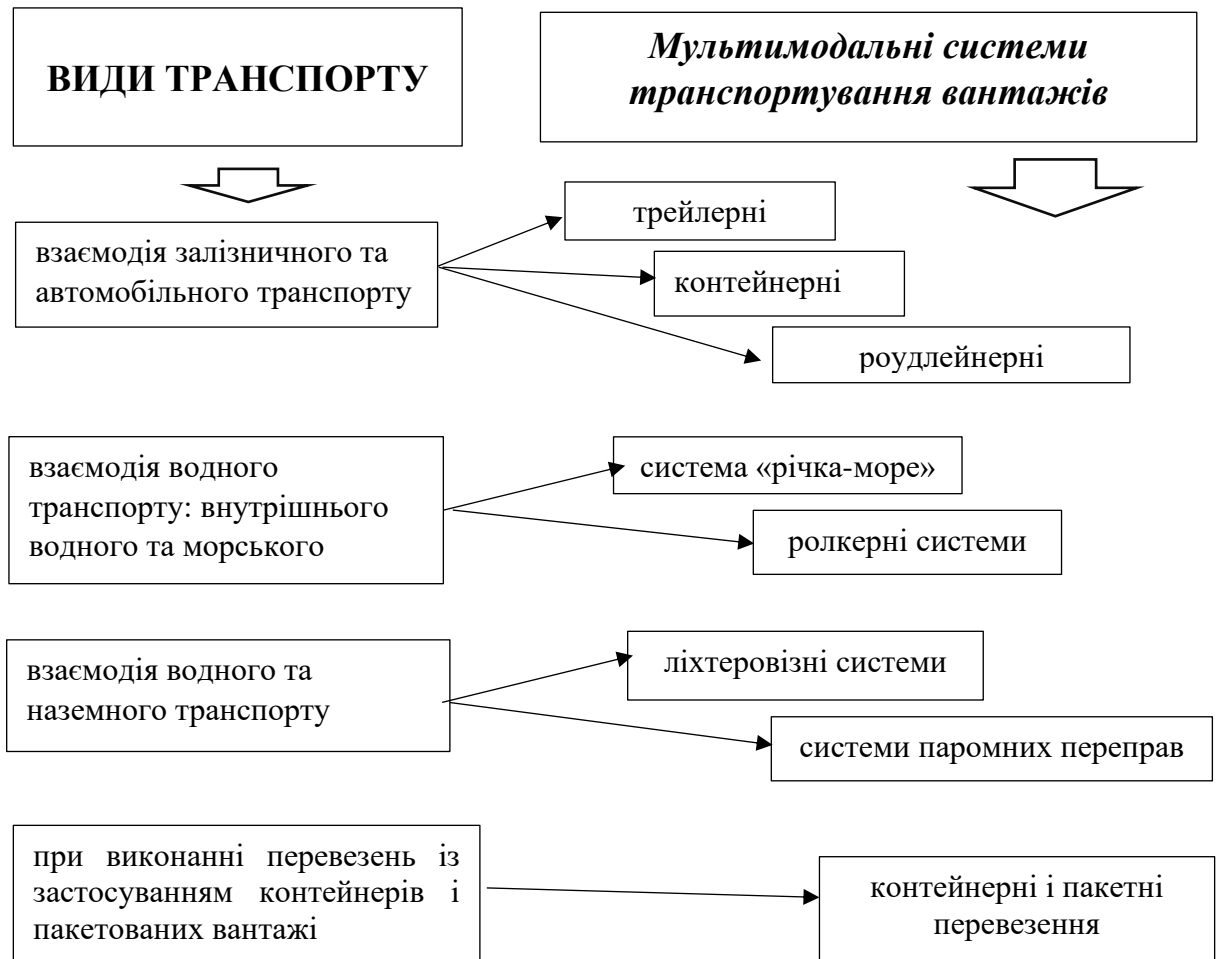 ВИДИ ТРАНСПОРТУ
Мультимодальні системи
транспортування вантажів
взаємодія залізничного та
автомобільного транспорту
трейлерні
контейнерні
роудлейнерні
взаємодія водного
транспорту: внутрішнього
водного та морського
система «річка-море»
ролкерні системи
взаємодія водного та
наземного транспорту
ліхтеровізні системи
системи паромних переправ
при виконанні перевезень із
застосуванням контейнерів і
пакетованих вантажі
контейнерні і пакетні
перевезення